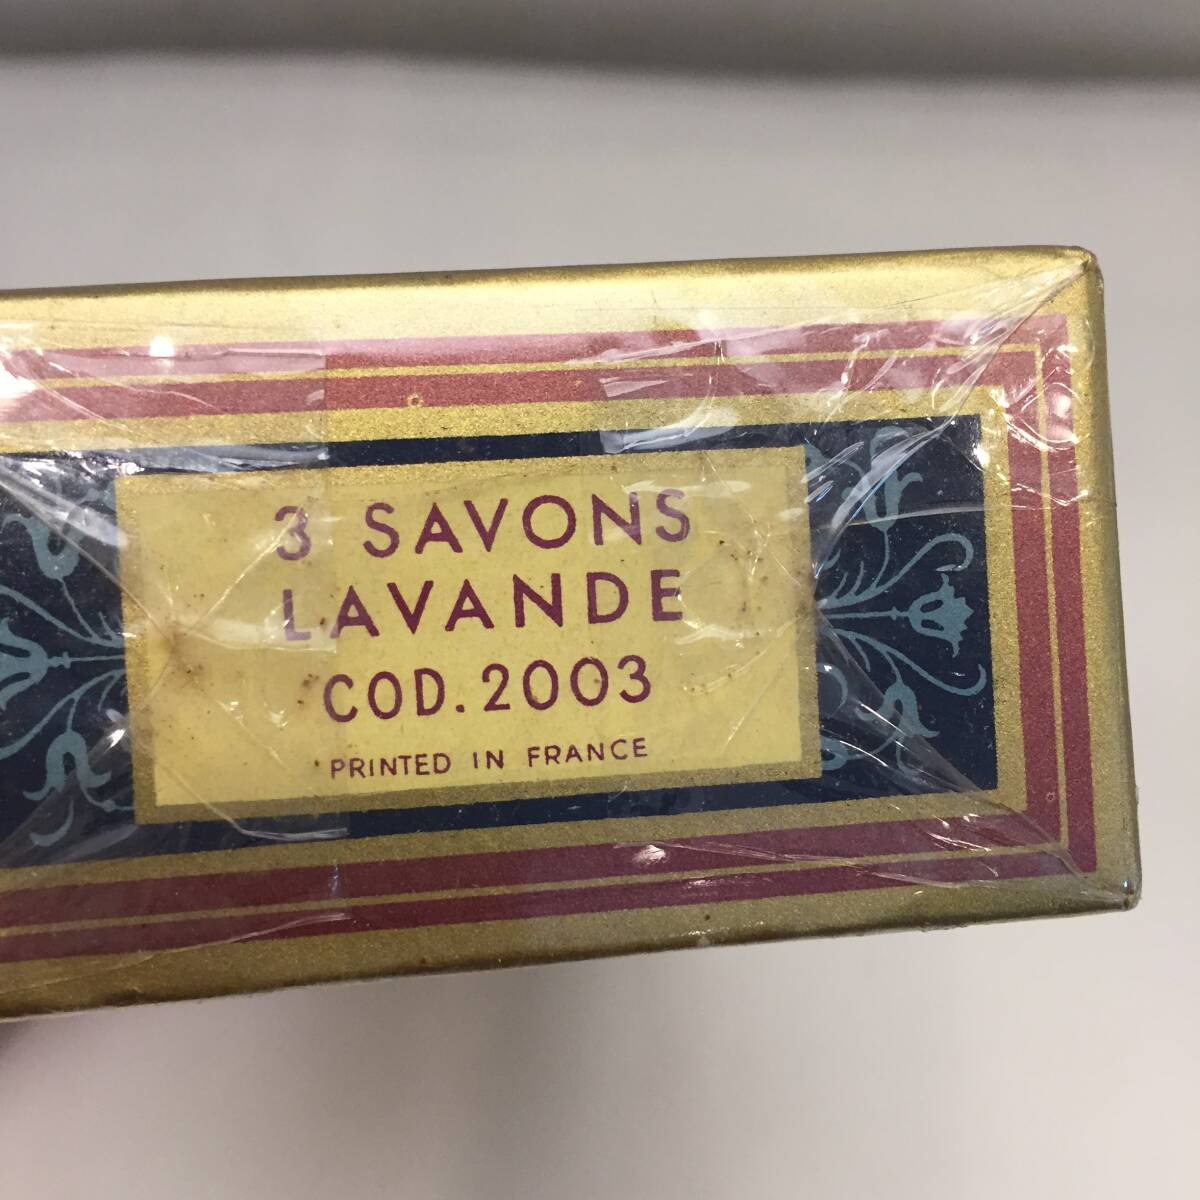 3 SAVONS
LAVANDE
COD. 2003
PRINTED IN FRANCE